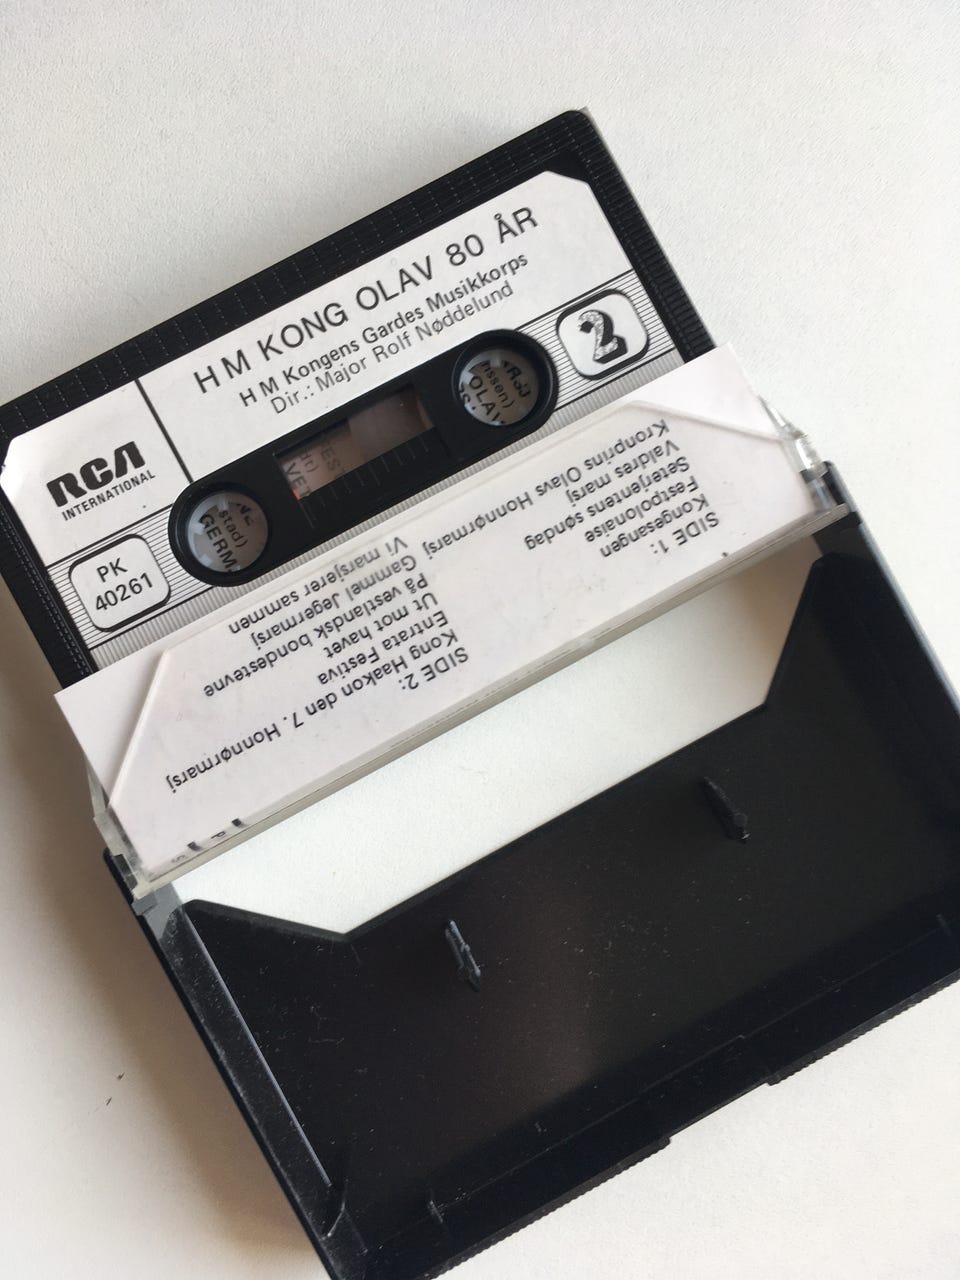 H M KONG OLAV 80 ÅR
H M Kongens Gardes Musikkorps
Dir.: Major Rolf Nøddelund
RCA
INTERNATIONAL
PK
40261
2
SIDE 1:
Kongesangen
Festpolonaise
Seterjentens søndag
Valdres marsj
Kronprins Olavs Honnørmarsj
SIDE 2:
Kong Haakon den 7. Honnørmarsj
Entrata Festiva
Ut mot havet
På vestlandsk bondestevne
Gammel Jegermarsj
Vi marsjerer sammen